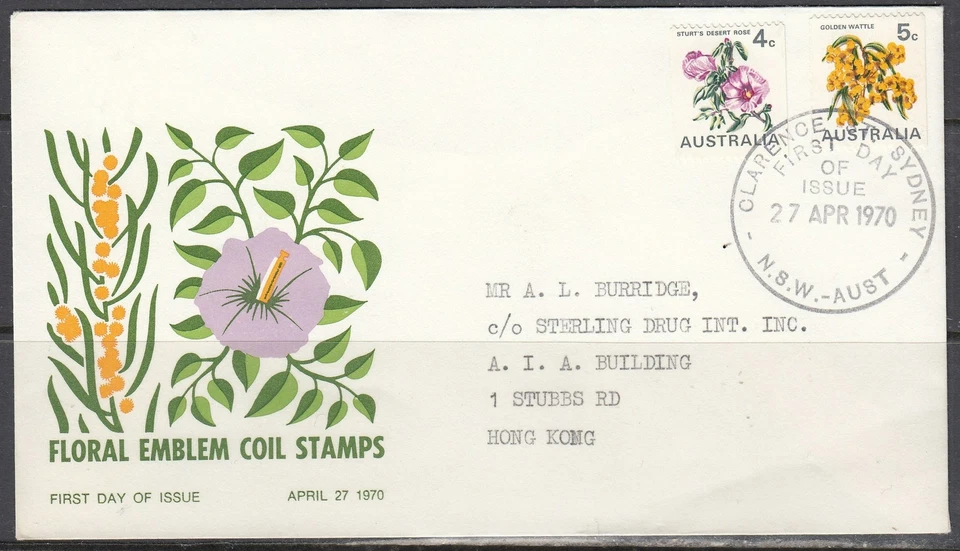 STURT'S DESERT ROSE 4c
AUSTRALIA
GOLDEN WATTLE 5c
AUSTRALIA
CLARENCE SYDNEY
FIRST DAY
OF
ISSUE
27 APR 1970
- N.S.W.-AUST -
MR A. L. BURRIDGE,
c/o STERLING DRUG INT. INC.
A. I. A. BUILDING
1 STUBBS RD
HONG KONG
FLORAL EMBLEM COIL STAMPS
FIRST DAY OF ISSUE APRIL 27 1970